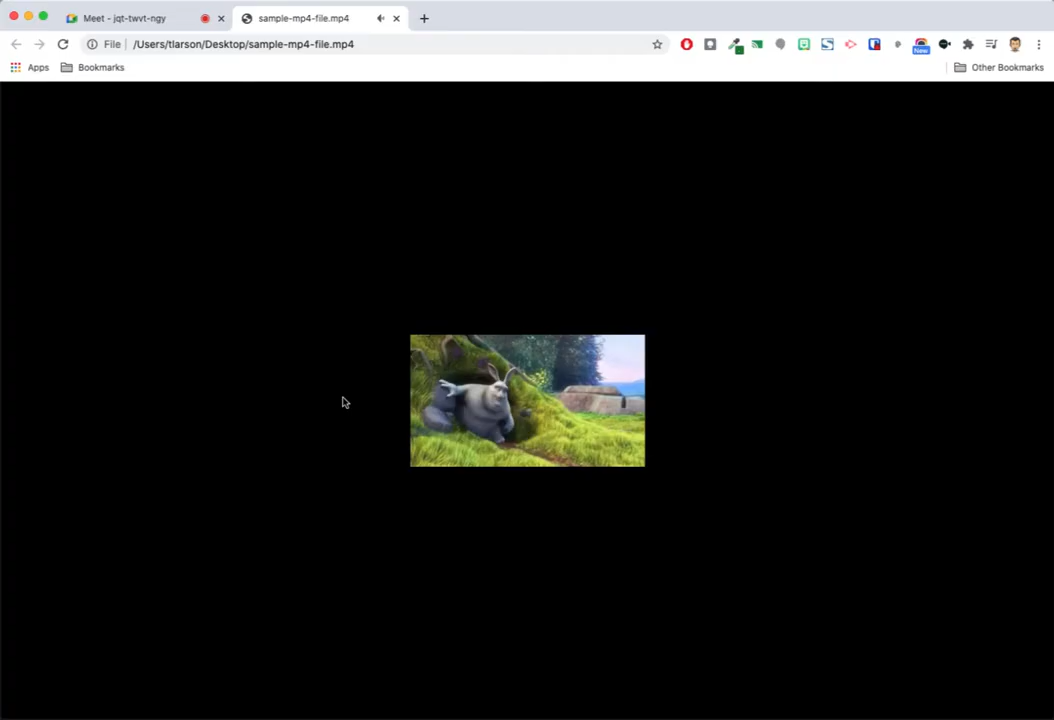 Meet - jqt-twvt-ngy
sample-mp4-file.mp4
File
/Users/tlarson/Desktop/sample-mp4-file.mp4
New
Apps
Bookmarks
Other Bookmarks